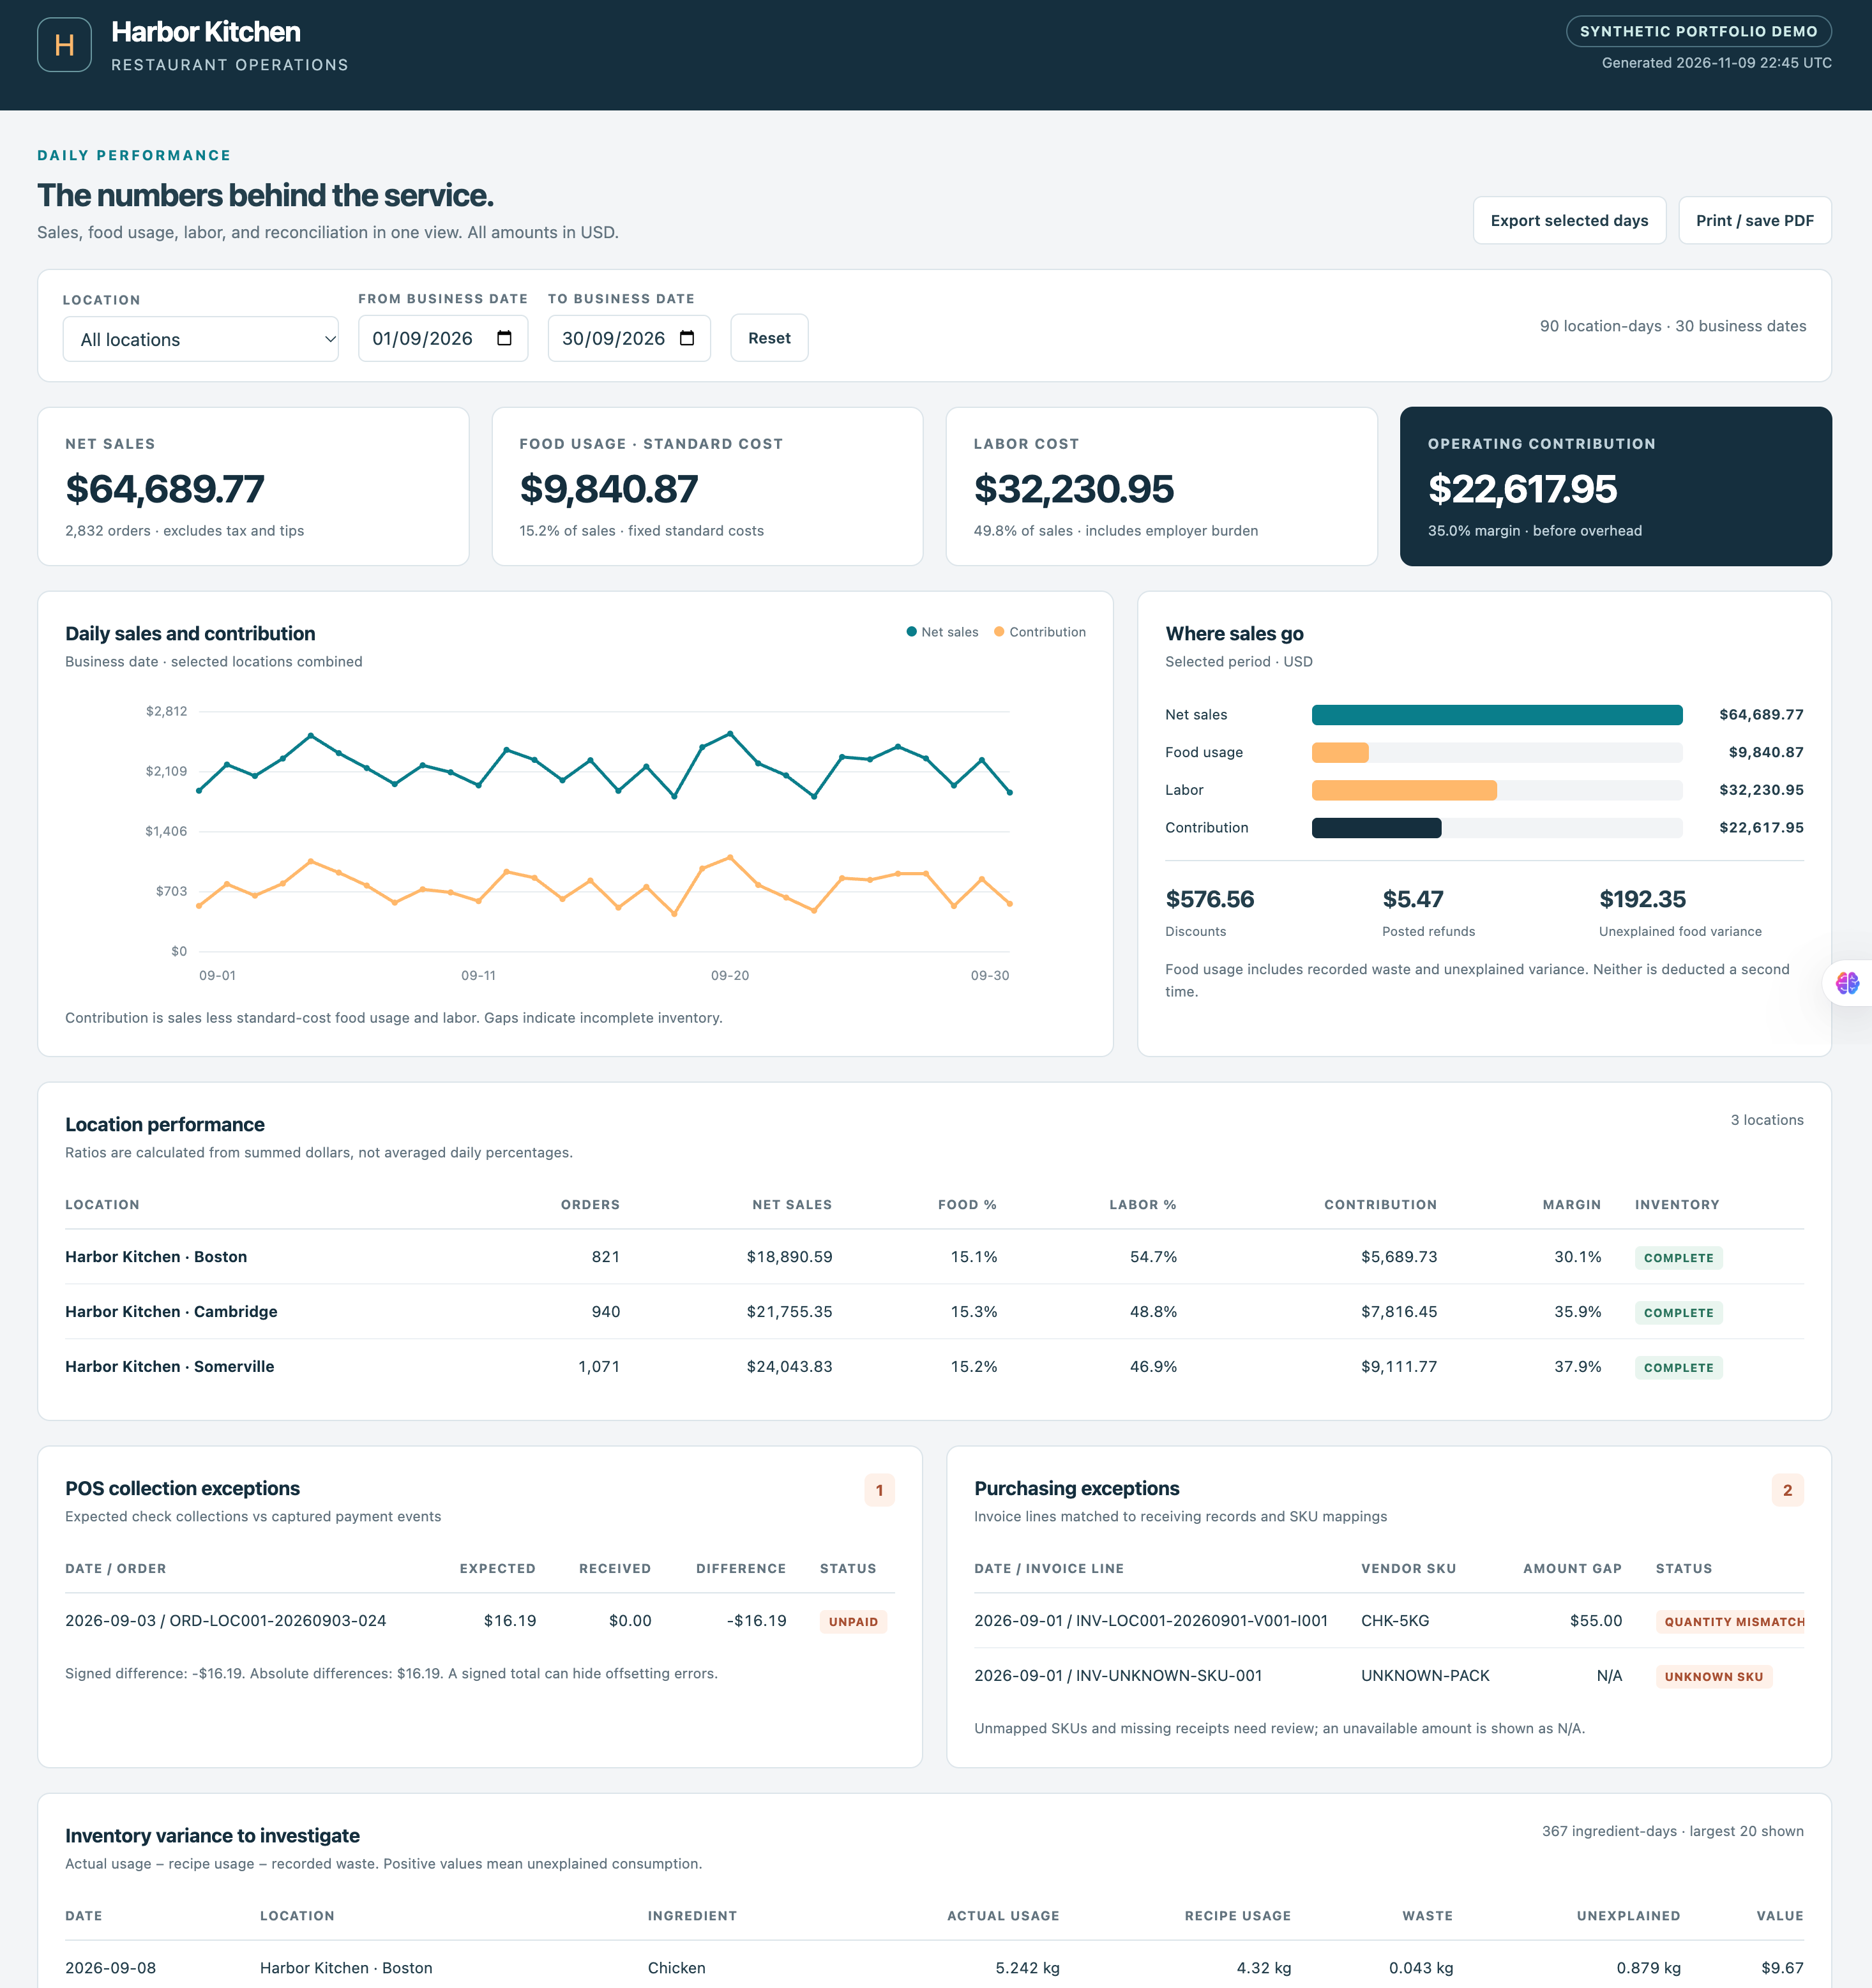 H
Harbor Kitchen
RESTAURANT OPERATIONS
SYNTHETIC PORTFOLIO DEMO
Generated 2026-11-09 22:45 UTC
DAILY PERFORMANCE
The numbers behind the service.
Sales, food usage, labor, and reconciliation in one view. All amounts in USD.
Export selected days
Print / save PDF
LOCATION
All locations
FROM BUSINESS DATE
01/09/2026
TO BUSINESS DATE
30/09/2026
Reset
90 location-days · 30 business dates
NET SALES
$64,689.77
2,832 orders · excludes tax and tips
FOOD USAGE · STANDARD COST
$9,840.87
15.2% of sales · fixed standard costs
LABOR COST
$32,230.95
49.8% of sales · includes employer burden
OPERATING CONTRIBUTION
$22,617.95
35.0% margin · before overhead
Daily sales and contribution
Business date · selected locations combined
Net sales
Contribution
$2,812
$2,109
$1,406
$703
$0
09-01
09-11
09-20
09-30
Contribution is sales less standard-cost food usage and labor. Gaps indicate incomplete inventory.
Where sales go
Selected period · USD
Net sales $64,689.77
Food usage $9,840.87
Labor $32,230.95
Contribution $22,617.95
$576.56
Discounts
$5.47
Posted refunds
$192.35
Unexplained food variance
Food usage includes recorded waste and unexplained variance. Neither is deducted a second
time.
Location performance
Ratios are calculated from summed dollars, not averaged daily percentages.
3 locations
LOCATION ORDERS NET SALES FOOD % LABOR % CONTRIBUTION MARGIN INVENTORY
Harbor Kitchen · Boston 821 $18,890.59 15.1% 54.7% $5,689.73 30.1% COMPLETE
Harbor Kitchen · Cambridge 940 $21,755.35 15.3% 48.8% $7,816.45 35.9% COMPLETE
Harbor Kitchen · Somerville 1,071 $24,043.83 15.2% 46.9% $9,111.77 37.9% COMPLETE
POS collection exceptions
1
Expected check collections vs captured payment events
DATE / ORDER EXPECTED RECEIVED DIFFERENCE STATUS
2026-09-03 / ORD-LOC001-20260903-024 $16.19 $0.00 -$16.19 UNPAID
Signed difference: -$16.19. Absolute differences: $16.19. A signed total can hide offsetting errors.
Purchasing exceptions
2
Invoice lines matched to receiving records and SKU mappings
DATE / INVOICE LINE VENDOR SKU AMOUNT GAP STATUS
2026-09-01 / INV-LOC001-20260901-V001-I001 CHK-5KG $55.00 QUANTITY MISMATCH
2026-09-01 / INV-UNKNOWN-SKU-001 UNKNOWN-PACK N/A UNKNOWN SKU
Unmapped SKUs and missing receipts need review; an unavailable amount is shown as N/A.
Inventory variance to investigate
Actual usage − recipe usage − recorded waste. Positive values mean unexplained consumption.
367 ingredient-days · largest 20 shown
DATE LOCATION INGREDIENT ACTUAL USAGE RECIPE USAGE WASTE UNEXPLAINED VALUE
2026-09-08 Harbor Kitchen · Boston Chicken 5.242 kg 4.32 kg 0.043 kg 0.879 kg $9.67